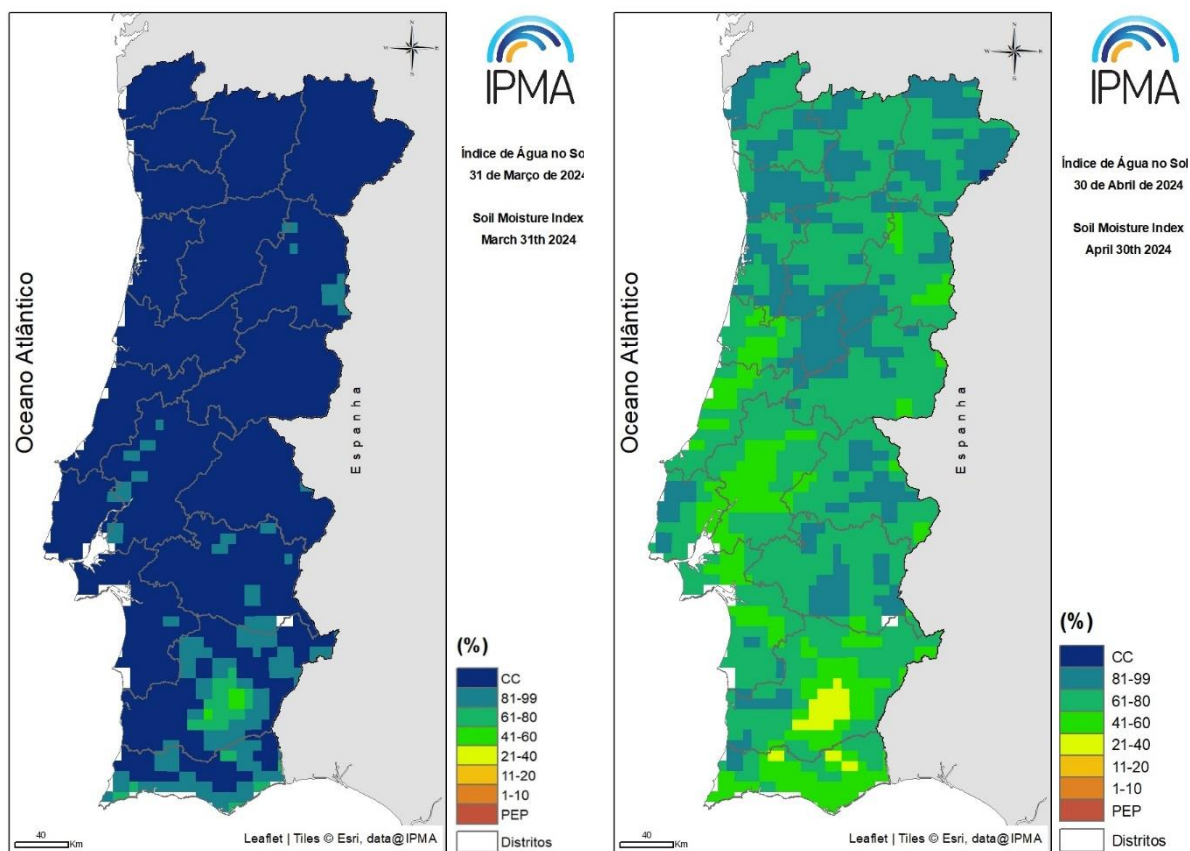 N
W
E
S
IPMA
Índice de Água no So
31 de Março de 2024
Soil Moisture Index
March 31th 2024
Oceano Atlântico
Espanha
(%)
CC
81-99
61-80
41-60
21-40
11-20
1-10
PEP
Distritos
40
Km
Leaflet | Tiles © Esri, data@IPMA
N
W
E
S
IPMA
Índice de Água no Sol
30 de Abril de 2024
Soil Moisture Index
April 30th 2024
Oceano Atlântico
Espanha
(%)
CC
81-99
61-80
41-60
21-40
11-20
1-10
PEP
Distritos
40
Km
Leaflet | Tiles © Esri, data@IPMA